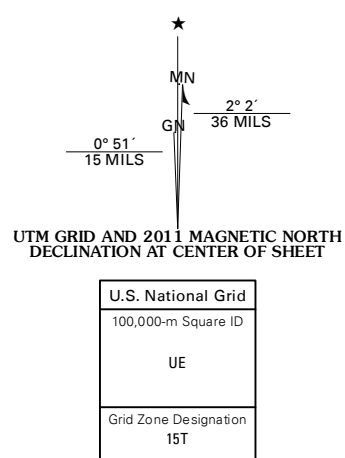 ★
MN
2° 2´
36 MILS
GN
0° 51´
15 MILS
UTM GRID AND 2011 MAGNETIC NORTH
DECLINATION AT CENTER OF SHEET
U.S. National Grid
100,000-m Square ID
UE
Grid Zone Designation
15T